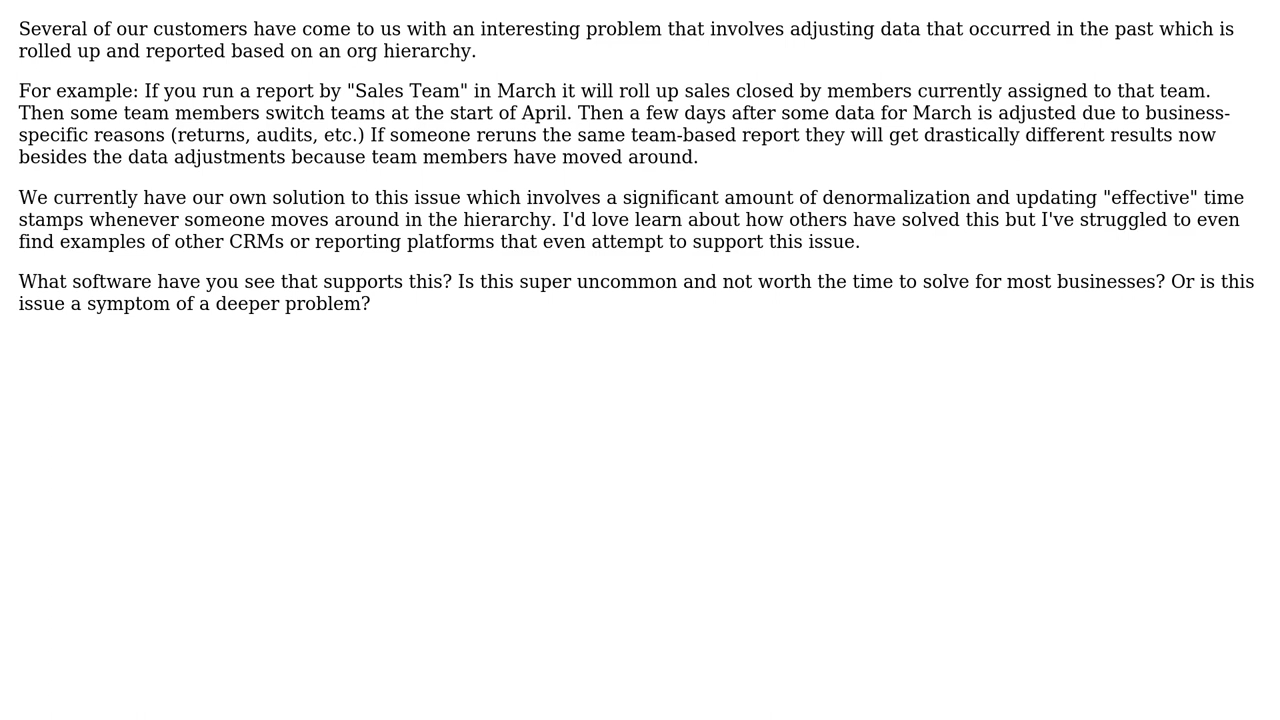 Several of our customers have come to us with an interesting problem that involves adjusting data that occurred in the past which is
rolled up and reported based on an org hierarchy.
For example: If you run a report by "Sales Team" in March it will roll up sales closed by members currently assigned to that team.
Then some team members switch teams at the start of April. Then a few days after some data for March is adjusted due to business-
specific reasons (returns, audits, etc.) If someone reruns the same team-based report they will get drastically different results now
besides the data adjustments because team members have moved around.
We currently have our own solution to this issue which involves a significant amount of denormalization and updating "effective" time
stamps whenever someone moves around in the hierarchy. I'd love learn about how others have solved this but I've struggled to even
find examples of other CRMs or reporting platforms that even attempt to support this issue.
What software have you see that supports this? Is this super uncommon and not worth the time to solve for most businesses? Or is this
issue a symptom of a deeper problem?